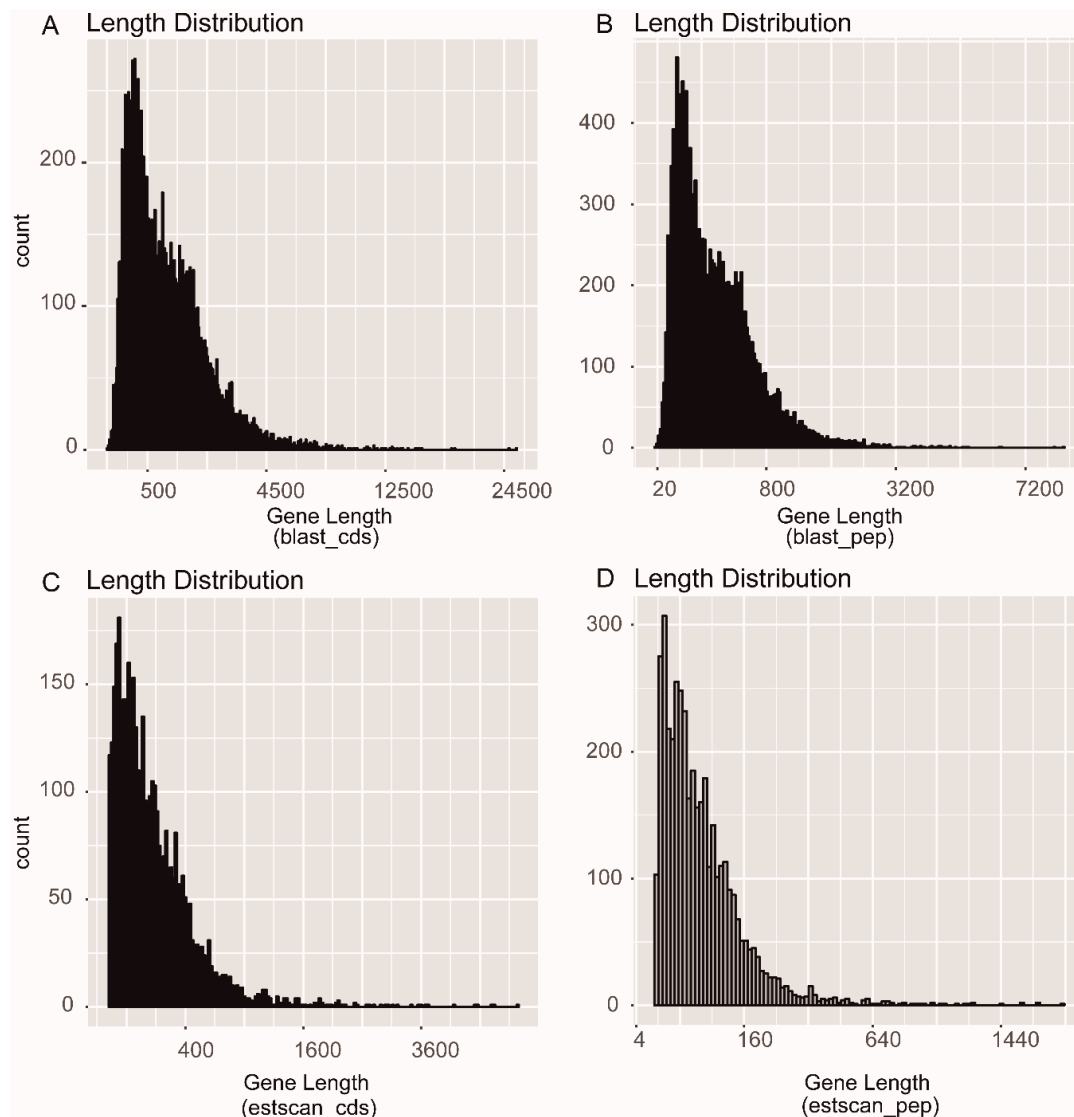 A Length Distribution
200
100
0
count
500 4500 12500 24500
Gene Length
(blast_cds)
B Length Distribution
400
300
200
100
0
20 800 3200 7200
Gene Length
(blast_pep)
C Length Distribution
150
100
50
0
count
400 1600 3600
Gene Length
(estscan_cds)
D Length Distribution
300
200
100
0
4 160 640 1440
Gene Length
(estscan_pep)